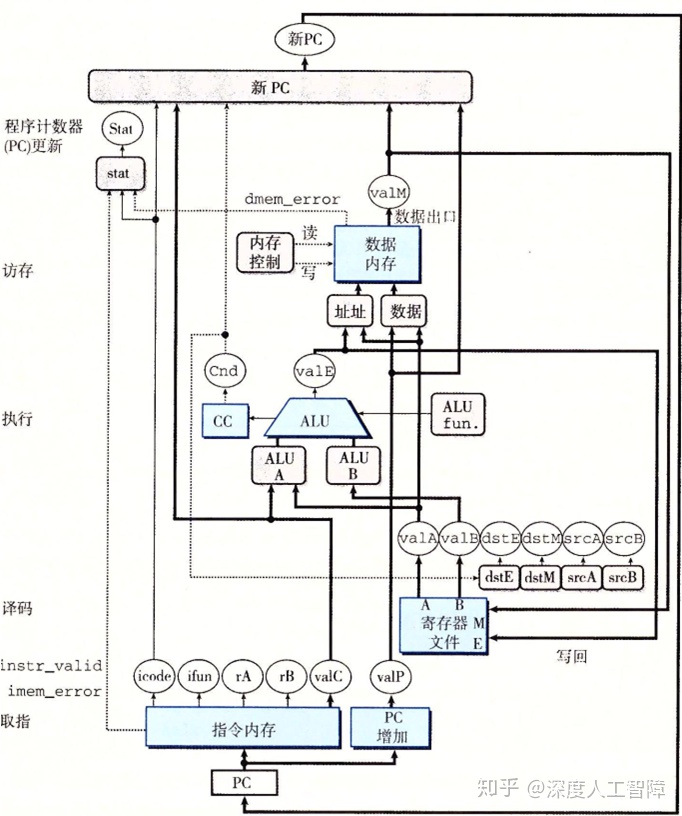 新PC
新 PC
程序计数器
(PC)更新
Stat
stat
dmem_error
valM
数据出口
内存
控制
读
写
数据
内存
访存
址址
数据
Cnd
valE
执行
CC
ALU
ALU
fun.
ALU
A
ALU
B
valA
valB
dstE
dstM
srcA
srcB
dstE
dstM
srcA
srcB
译码
A
B
寄存器
文件
M
E
写回
instr_valid
imem_error
icode
ifun
rA
rB
valC
valP
取指
指令内存
PC
增加
PC
知乎 @深度人工智障